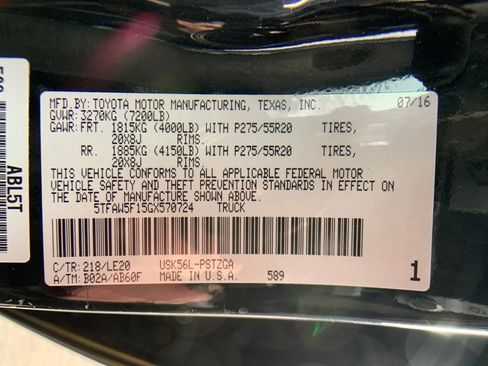 MFD.BY: TOYOTA MOTOR MANUFACTURING, TEXAS, INC. 07/16
GVWR: 3270KG (7200LB)
GAWR: FRT. 1815KG (4000LB) WITH P275/55R20 TIRES,
20X8J RIMS.
RR. 1885KG (4150LB) WITH P275/55R20 TIRES,
20X8J RIMS.
THIS VEHICLE CONFORMS TO ALL APPLICABLE FEDERAL MOTOR
VEHICLE SAFETY AND THEFT PREVENTION STANDARDS IN EFFECT ON
THE DATE OF MANUFACTURE SHOWN ABOVE.
5TFAW5F15GX570724 TRUCK
C/TR: 218/LE20 USK56L-PSTZGA
A/TM: B02A/AB60F MADE IN U.S.A. 589 1
ABL5T